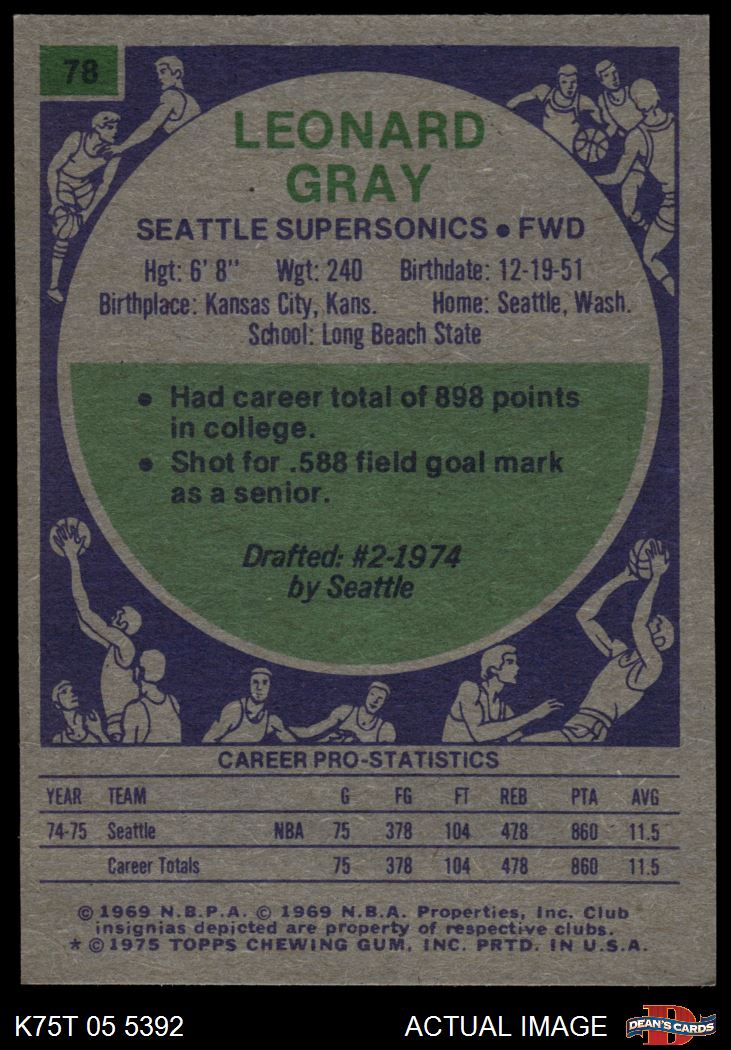 78
LEONARD
GRAY
SEATTLE SUPERSONICS • FWD
Hgt: 6' 8" Wgt: 240 Birthdate: 12-19-51
Birthplace: Kansas City, Kans. Home: Seattle, Wash.
School: Long Beach State
• Had career total of 898 points
in college.
• Shot for .588 field goal mark
as a senior.
Drafted: #2-1974
by Seattle
CAREER PRO-STATISTICS
YEAR TEAM G FG FT REB PTA AVG
74-75 Seattle NBA 75 378 104 478 860 11.5
Career Totals 75 378 104 478 860 11.5
© 1969 N.B.P.A. © 1969 N.B.A. Properties, Inc. Club
insignias depicted are property of respective clubs.
* © 1975 TOPPS CHEWING GUM, INC. PRTD. IN U.S.A.
K75T 05 5392 ACTUAL IMAGE D DEAN'S CARDS